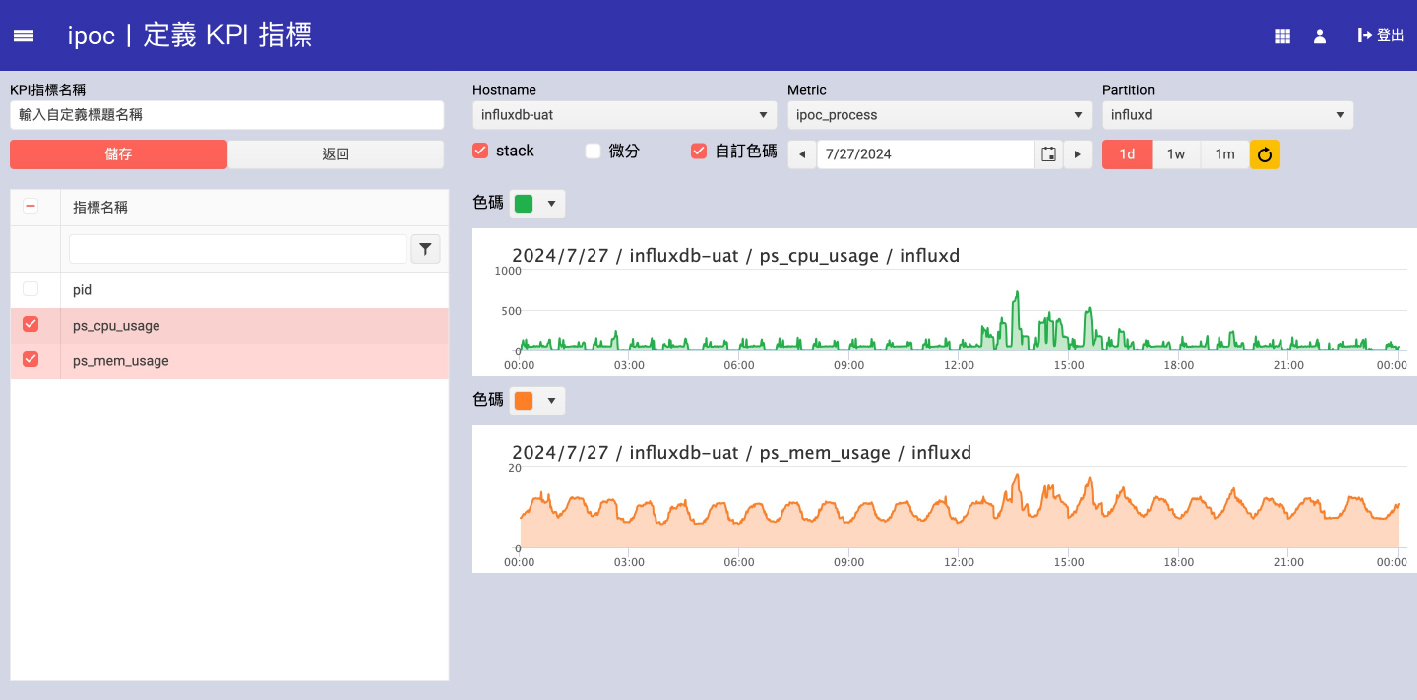 ipoc | 定義 KPI 指標
登出
KPI指標名稱
輸入自定義標題名稱
儲存
返回
指標名稱
pid
ps_cpu_usage
ps_mem_usage
Hostname
Metric
Partition
influxdb-uat
ipoc_process
influxd
stack
微分
自訂色碼
7/27/2024
1d
1w
1m
色碼
2024/7/27 / influxdb-uat / ps_cpu_usage / influxd
1000
500
0
00:00 03:00 06:00 09:00 12:00 15:00 18:00 21:00 00:00
色碼
2024/7/27 / influxdb-uat / ps_mem_usage / influxd
20
0
00:00 03:00 06:00 09:00 12:00 15:00 18:00 21:00 00:00